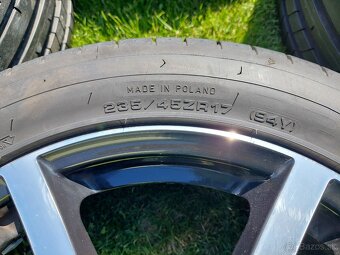 MADE IN POLAND
235/45ZR17 (94Y)